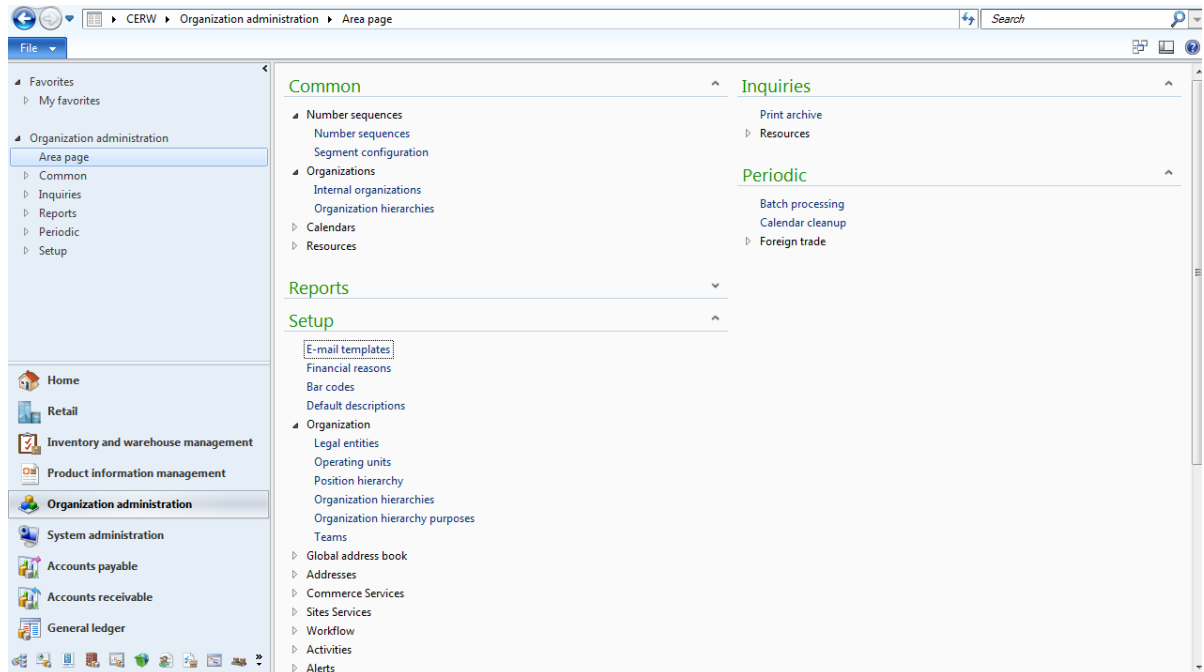 CERW Organization administration Area page
Search
File
Favorites
My favorites
Organization administration
Area page
Common
Inquiries
Reports
Periodic
Setup
Home
Retail
Inventory and warehouse management
Product information management
Organization administration
System administration
Accounts payable
Accounts receivable
General ledger
Common
Number sequences
Number sequences
Segment configuration
Organizations
Internal organizations
Organization hierarchies
Calendars
Resources
Reports
Setup
E-mail templates
Financial reasons
Bar codes
Default descriptions
Organization
Legal entities
Operating units
Position hierarchy
Organization hierarchies
Organization hierarchy purposes
Teams
Global address book
Addresses
Commerce Services
Sites Services
Workflow
Activities
Alerts
Inquiries
Print archive
Resources
Periodic
Batch processing
Calendar cleanup
Foreign trade